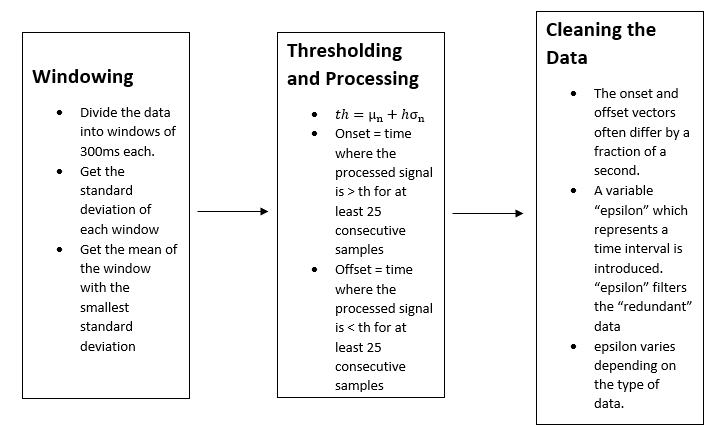 Windowing
• Divide the data
into windows of
300ms each.
• Get the
standard
deviation of
each window
• Get the mean of
the window
with the
smallest
standard
deviation
Thresholding
and Processing
• th = μn + hσn
• Onset = time
where the
processed signal
is > th for at
least 25
consecutive
samples
• Offset = time
where the
processed signal
is < th for at
least 25
consecutive
samples
Cleaning the
Data
• The onset and
offset vectors
often differ by a
fraction of a
second.
• A variable
“epsilon” which
represents a
time interval is
introduced.
“epsilon” filters
the “redundant”
data
• epsilon varies
depending on
the type of
data.